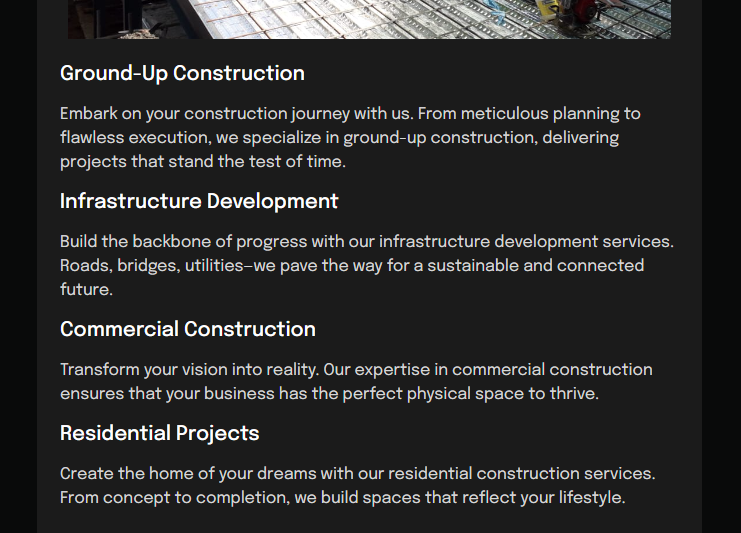 Ground-Up Construction
Embark on your construction journey with us. From meticulous planning to
flawless execution, we specialize in ground-up construction, delivering
projects that stand the test of time.
Infrastructure Development
Build the backbone of progress with our infrastructure development services.
Roads, bridges, utilities—we pave the way for a sustainable and connected
future.
Commercial Construction
Transform your vision into reality. Our expertise in commercial construction
ensures that your business has the perfect physical space to thrive.
Residential Projects
Create the home of your dreams with our residential construction services.
From concept to completion, we build spaces that reflect your lifestyle.